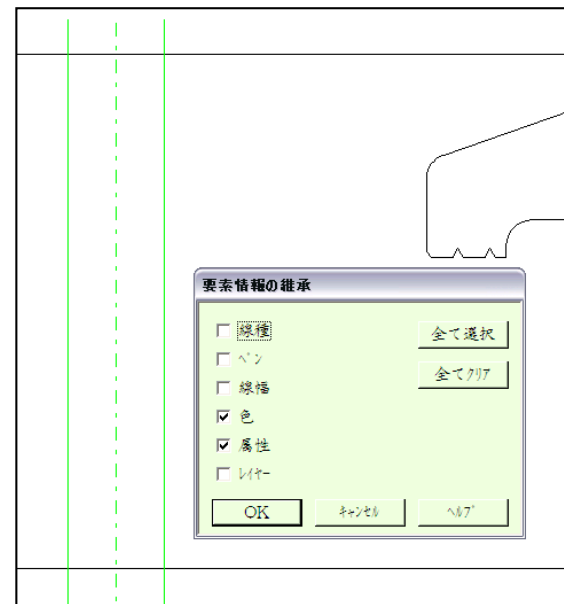 要素情報の継承
線種
ペン
線幅
色
属性
レイヤー
全て選択
全てクリア
OK
キャンセル
ヘルプ